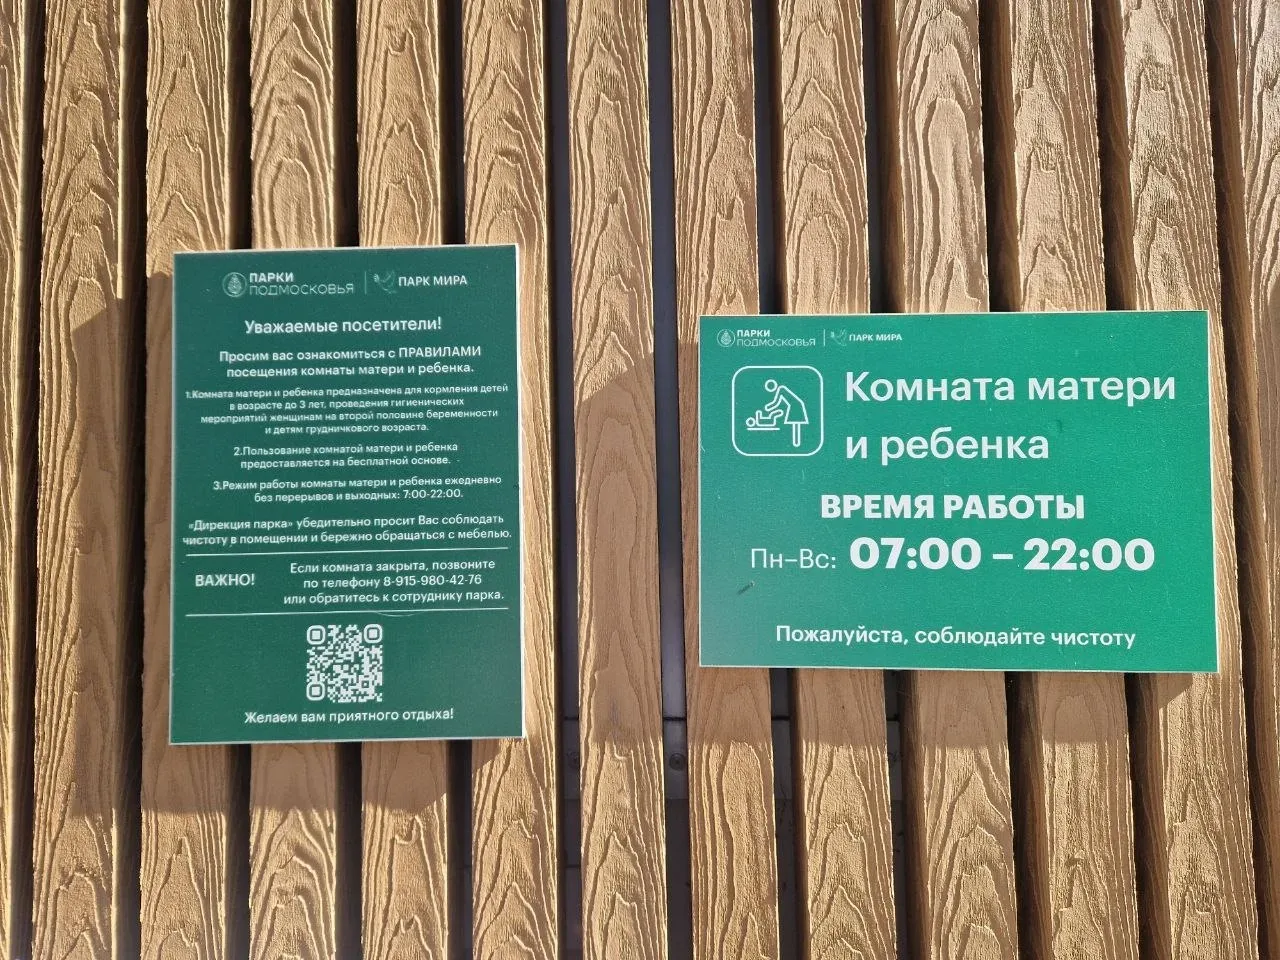 ПАРКИ
ПОДМОСКОВЬЯ
ПАРК МИРА
Уважаемые посетители!
Просим вас ознакомиться с ПРАВИЛАМИ
посещения комнаты матери и ребенка.
1.Комната матери и ребенка предназначена для кормления детей
в возрасте до 3 лет, проведения гигиенических
мероприятий женщинам на второй половине беременности
и детям грудничкового возраста.
2.Пользование комнатой матери и ребенка
предоставляется на бесплатной основе.
3.Режим работы комнаты матери и ребенка ежедневно
без перерывов и выходных: 7:00-22:00.
«Дирекция парка» убедительно просит Вас соблюдать
чистоту в помещении и бережно обращаться с мебелью.
ВАЖНО!
Если комната закрыта, позвоните
по телефону 8-915-980-42-76
или обратитесь к сотруднику парка.
Желаем вам приятного отдыха!
ПАРКИ
ПОДМОСКОВЬЯ
ПАРК МИРА
Комната матери
и ребенка
ВРЕМЯ РАБОТЫ
Пн–Вс: 07:00 – 22:00
Пожалуйста, соблюдайте чистоту